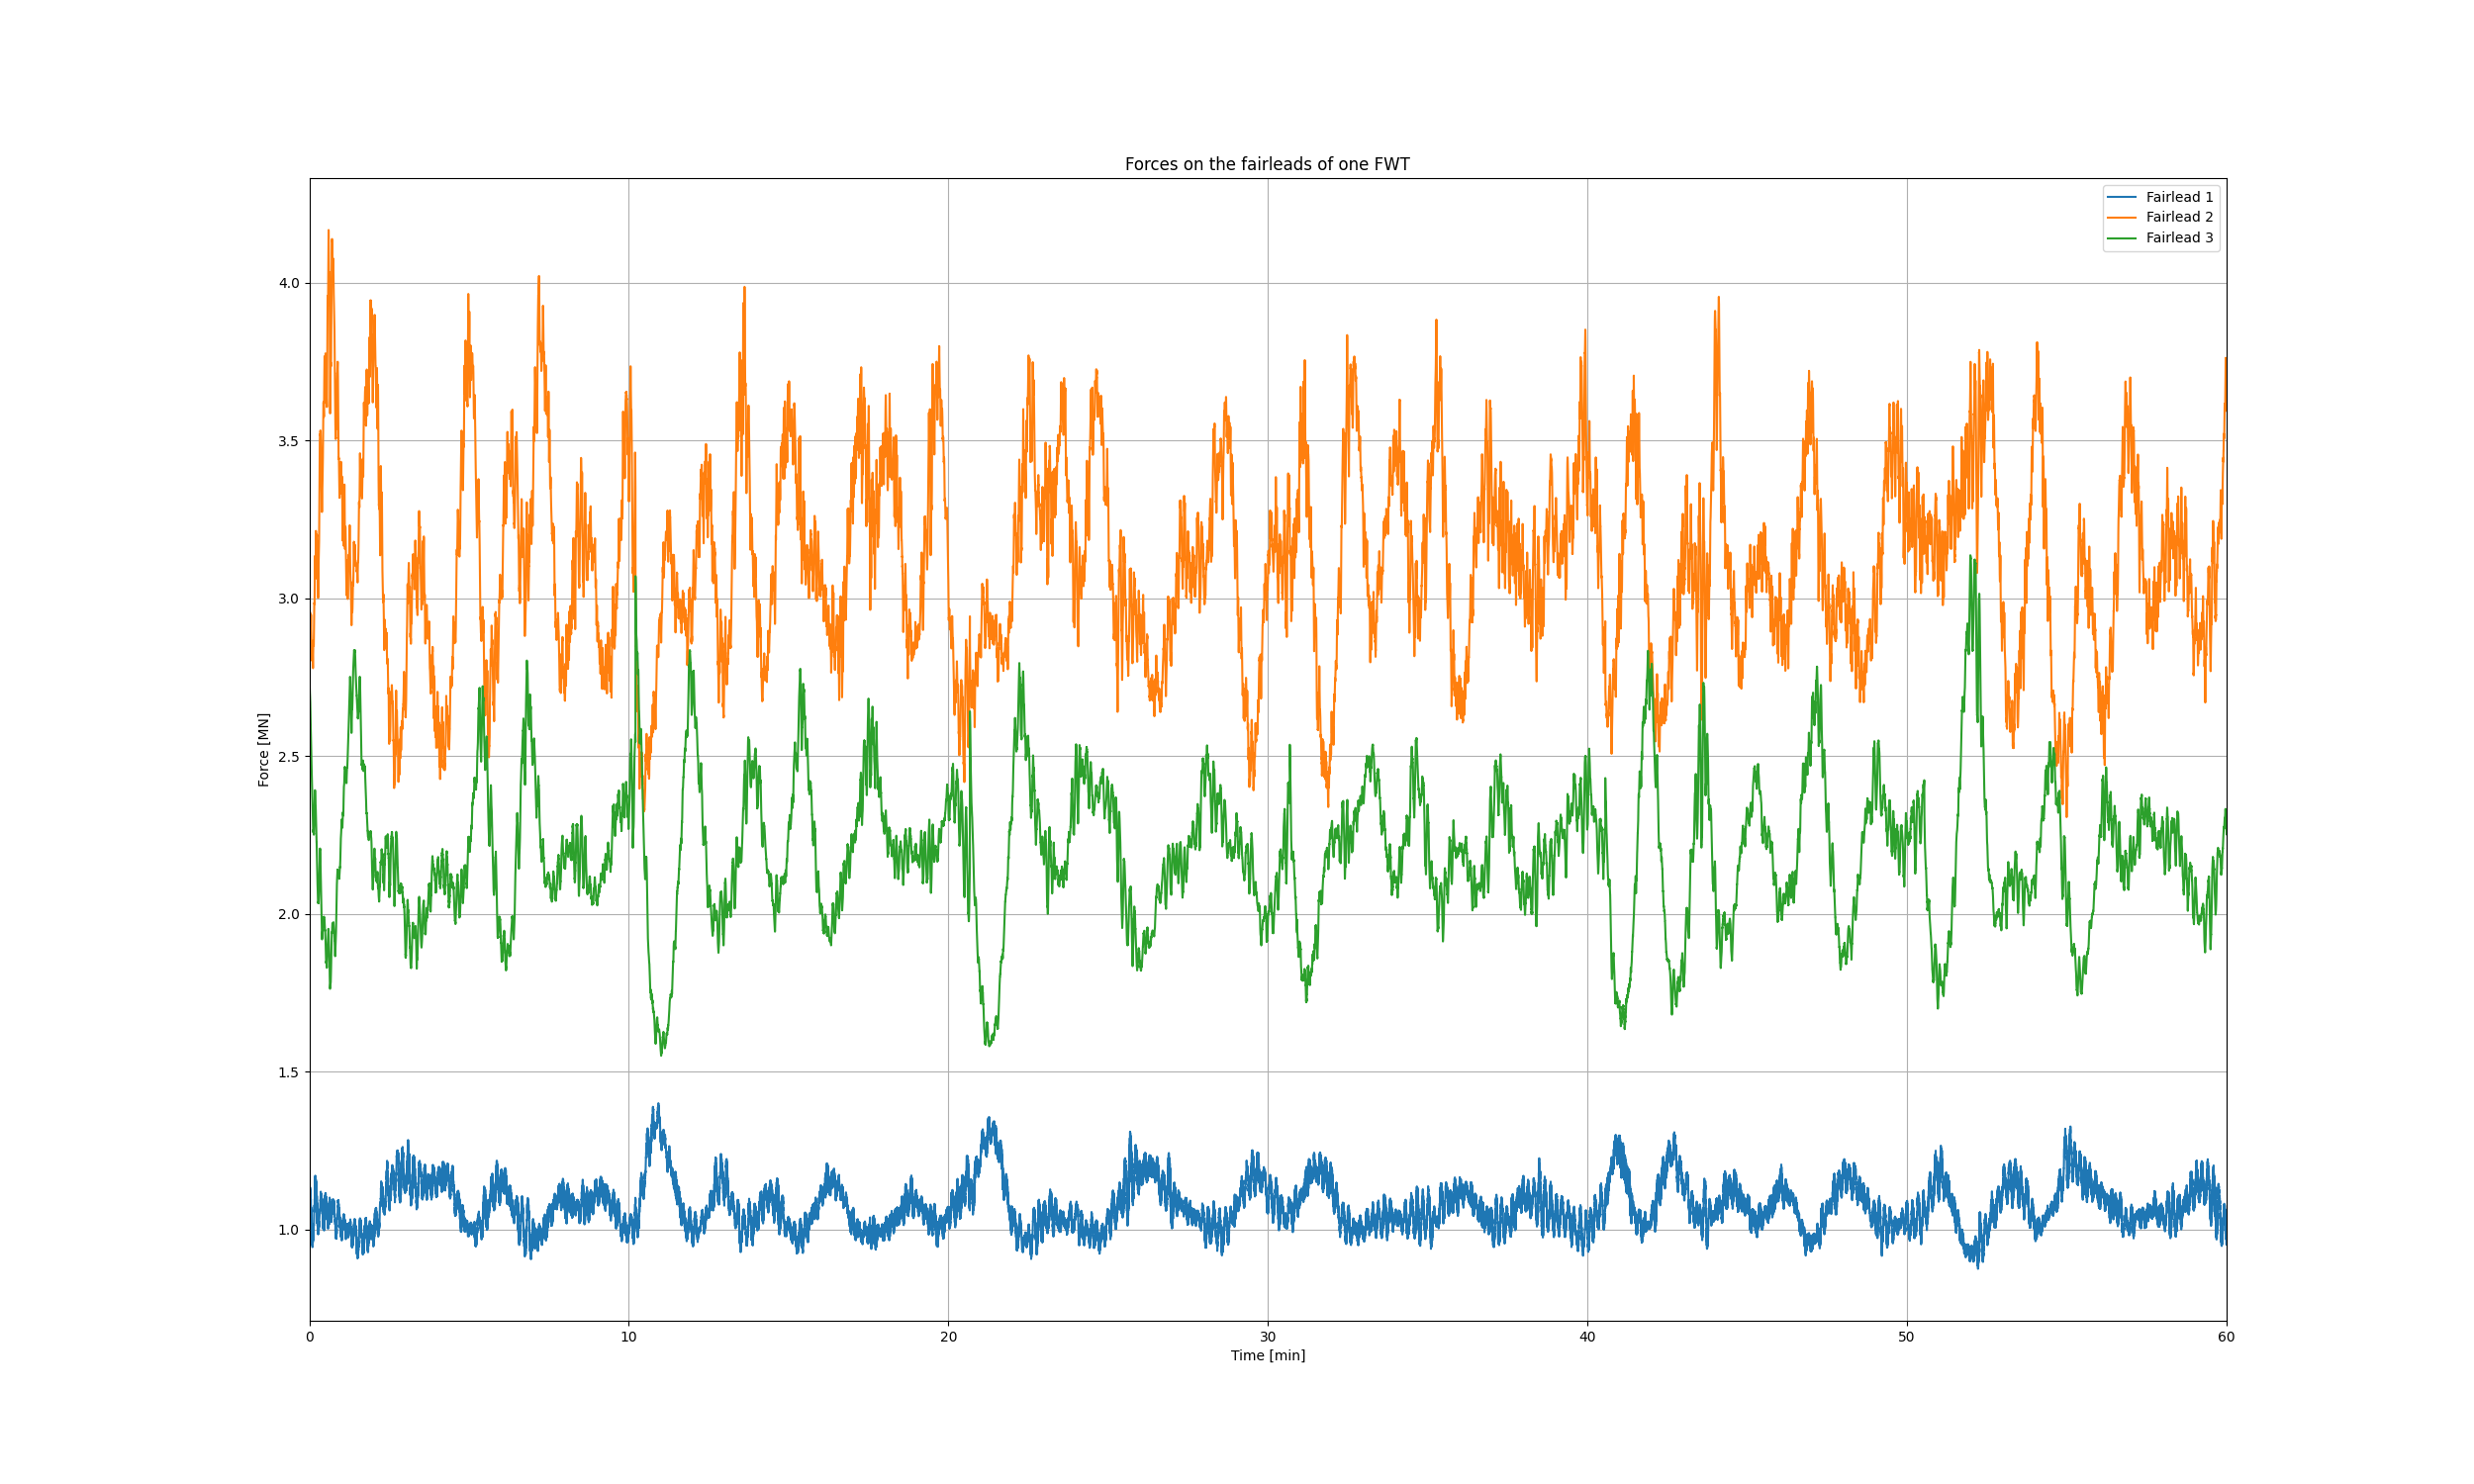 Forces on the fairleads of one FWT
Fairlead 1
Fairlead 2
Fairlead 3
Force [MN]
4.0
3.5
3.0
2.5
2.0
1.5
1.0
0 10 20 30 40 50 60
Time [min]